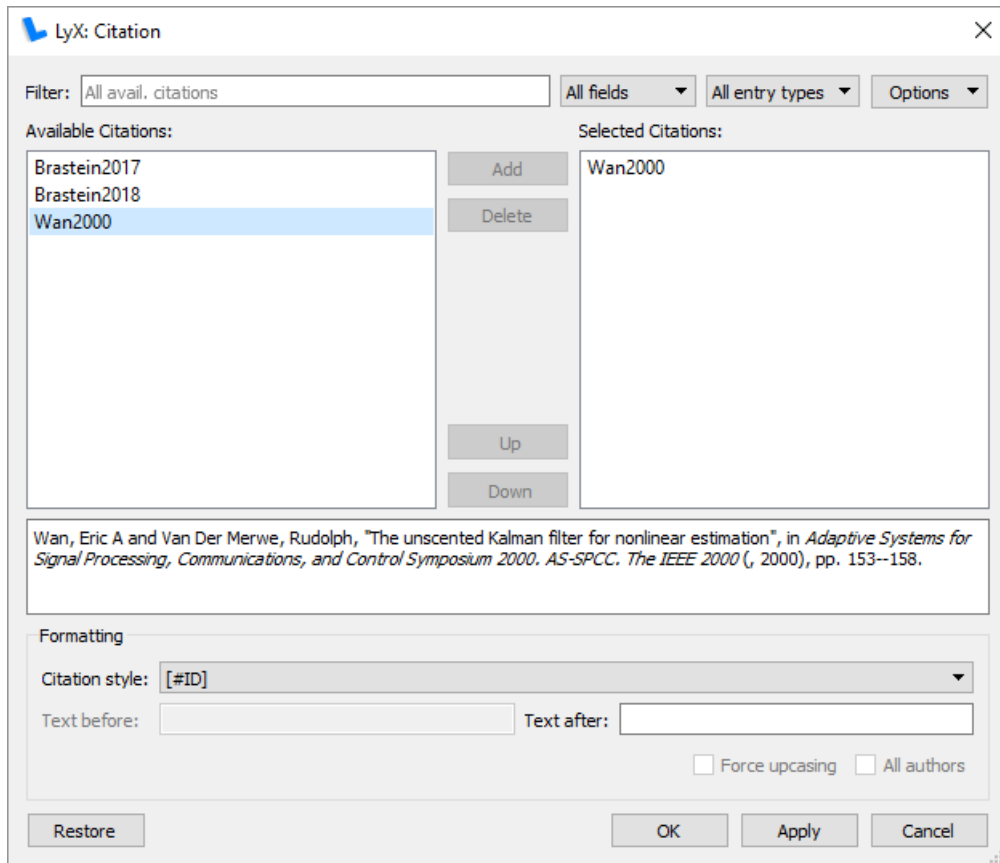 LyX: Citation
Filter: All avail. citations All fields All entry types Options
Available Citations: Selected Citations:
Brastein2017 Add Wan2000
Brastein2018
Wan2000 Delete
Up
Down
Wan, Eric A and Van Der Merwe, Rudolph, "The unscented Kalman filter for nonlinear estimation", in Adaptive Systems for
Signal Processing, Communications, and Control Symposium 2000. AS-SPCC. The IEEE 2000 (, 2000), pp. 153--158.
Formatting
Citation style: [#ID]
Text before: Text after:
Force upcasing All authors
Restore OK Apply Cancel